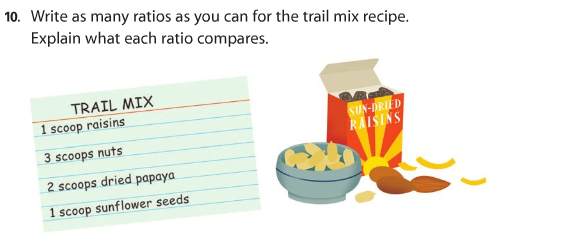 10. Write as many ratios as you can for the trail mix recipe.
Explain what each ratio compares.
TRAIL MIX
1 scoop raisins
3 scoops nuts
2 scoops dried papaya
1 scoop sunflower seeds
SUN-DRIED
RAISINS